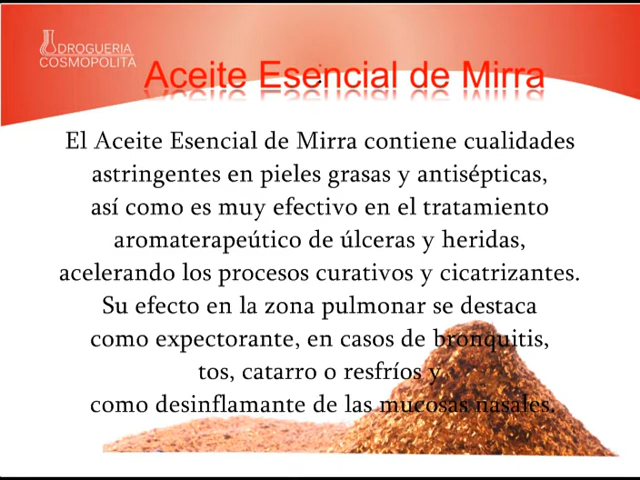 DROGUERIA
COSMOPOLITA
Aceite Esencial de Mirra
El Aceite Esencial de Mirra contiene cualidades
astringentes en pieles grasas y antisépticas,
así como es muy efectivo en el tratamiento
aromaterapeútico de úlceras y heridas,
acelerando los procesos curativos y cicatrizantes.
Su efecto en la zona pulmonar se destaca
como expectorante, en casos de bronquitis,
tos, catarro o resfríos y
como desinflamante de las mucosas nasales.